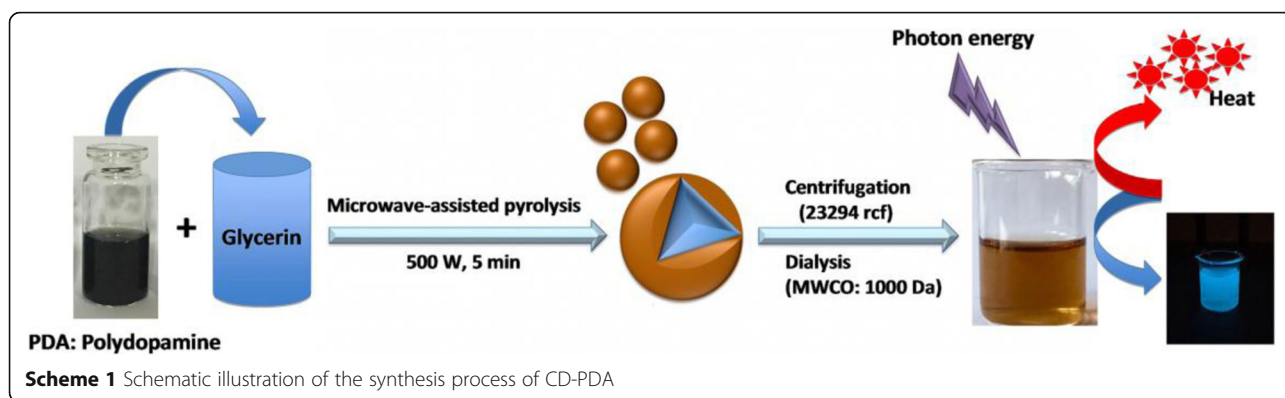 Photon energy
Heat
+
Glycerin
Microwave-assisted pyrolysis
500 W, 5 min
Centrifugation
(23294 rcf)
Dialysis
(MWCO: 1000 Da)
PDA: Polydopamine
Scheme 1 Schematic illustration of the synthesis process of CD-PDA